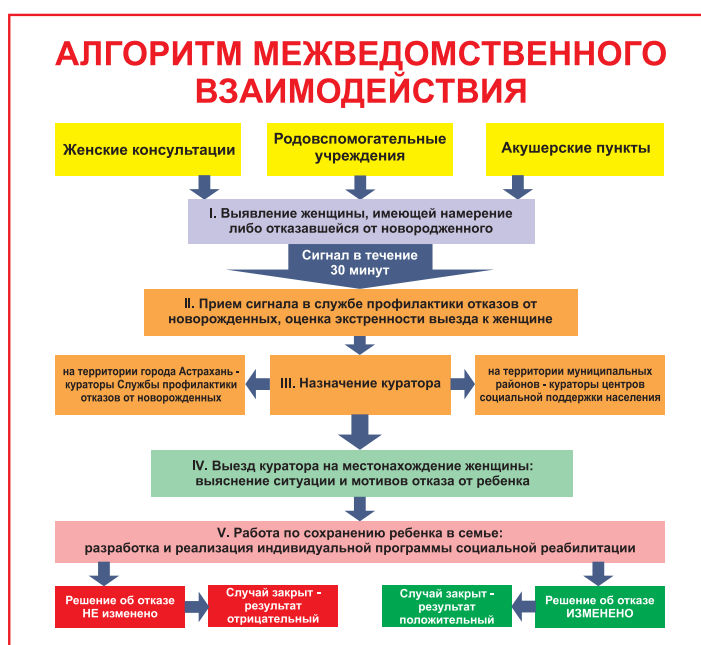 АЛГОРИТМ МЕЖВЕДОМСТВЕННОГО
ВЗАИМОДЕЙСТВИЯ
Женские консультации
Родовспомогательные
учреждения
Акушерские пункты
I. Выявление женщины, имеющей намерение
либо отказавшейся от новородженного
Сигнал в течение
30 минут
II. Прием сигнала в службе профилактики отказов от
новорожденных, оценка экстренности выезда к женщине
на территории города Астрахань -
кураторы Службы профилактики
отказов от новорожденных
III. Назначение куратора
на территории муниципальных
районов - кураторы центров
социальной поддержки населения
IV. Выезд куратора на местонахождение женщины:
выяснение ситуации и мотивов отказа от ребенка
V. Работа по сохранению ребенка в семье:
разработка и реализация индивидуальной программы социальной реабилитации
Решение об отказе
НЕ изменено
Случай закрыт -
результат
отрицательный
Случай закрыт -
результат
положительный
Решение об отказе
ИЗМЕНЕНО